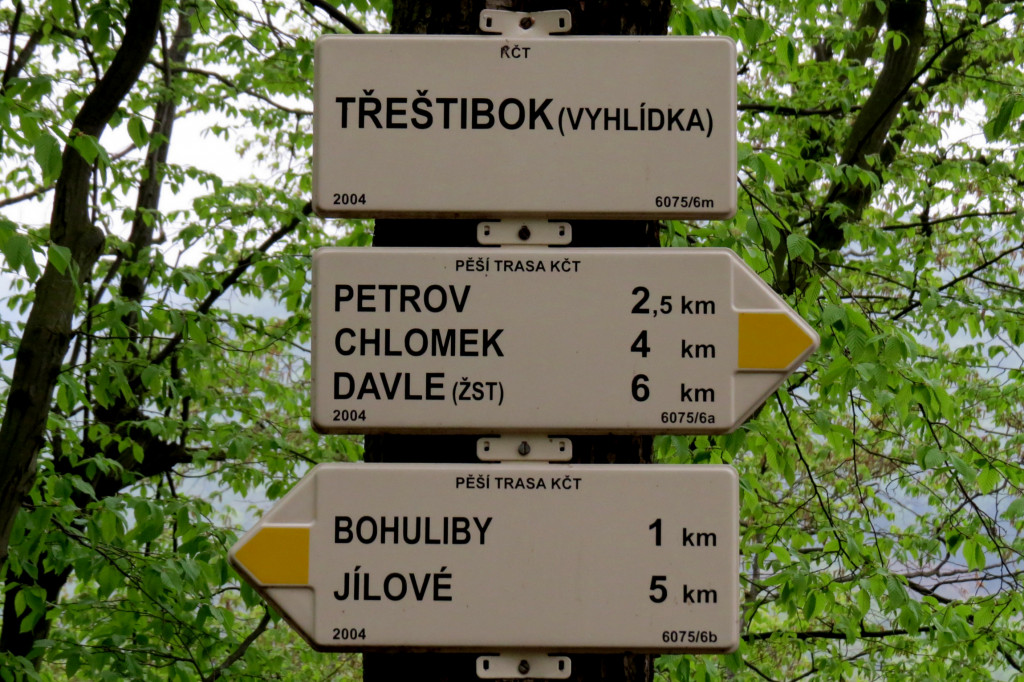 KČT
TŘEŠTIBOK (VYHLÍDKA)
2004 6075/6m
PĚŠÍ TRASA KČT
PETROV 2,5 km
CHLOMEK 4 km
DAVLE (ŽST) 6 km
2004 6075/6a
PĚŠÍ TRASA KČT
BOHULIBY 1 km
JÍLOVÉ 5 km
2004 6075/6b